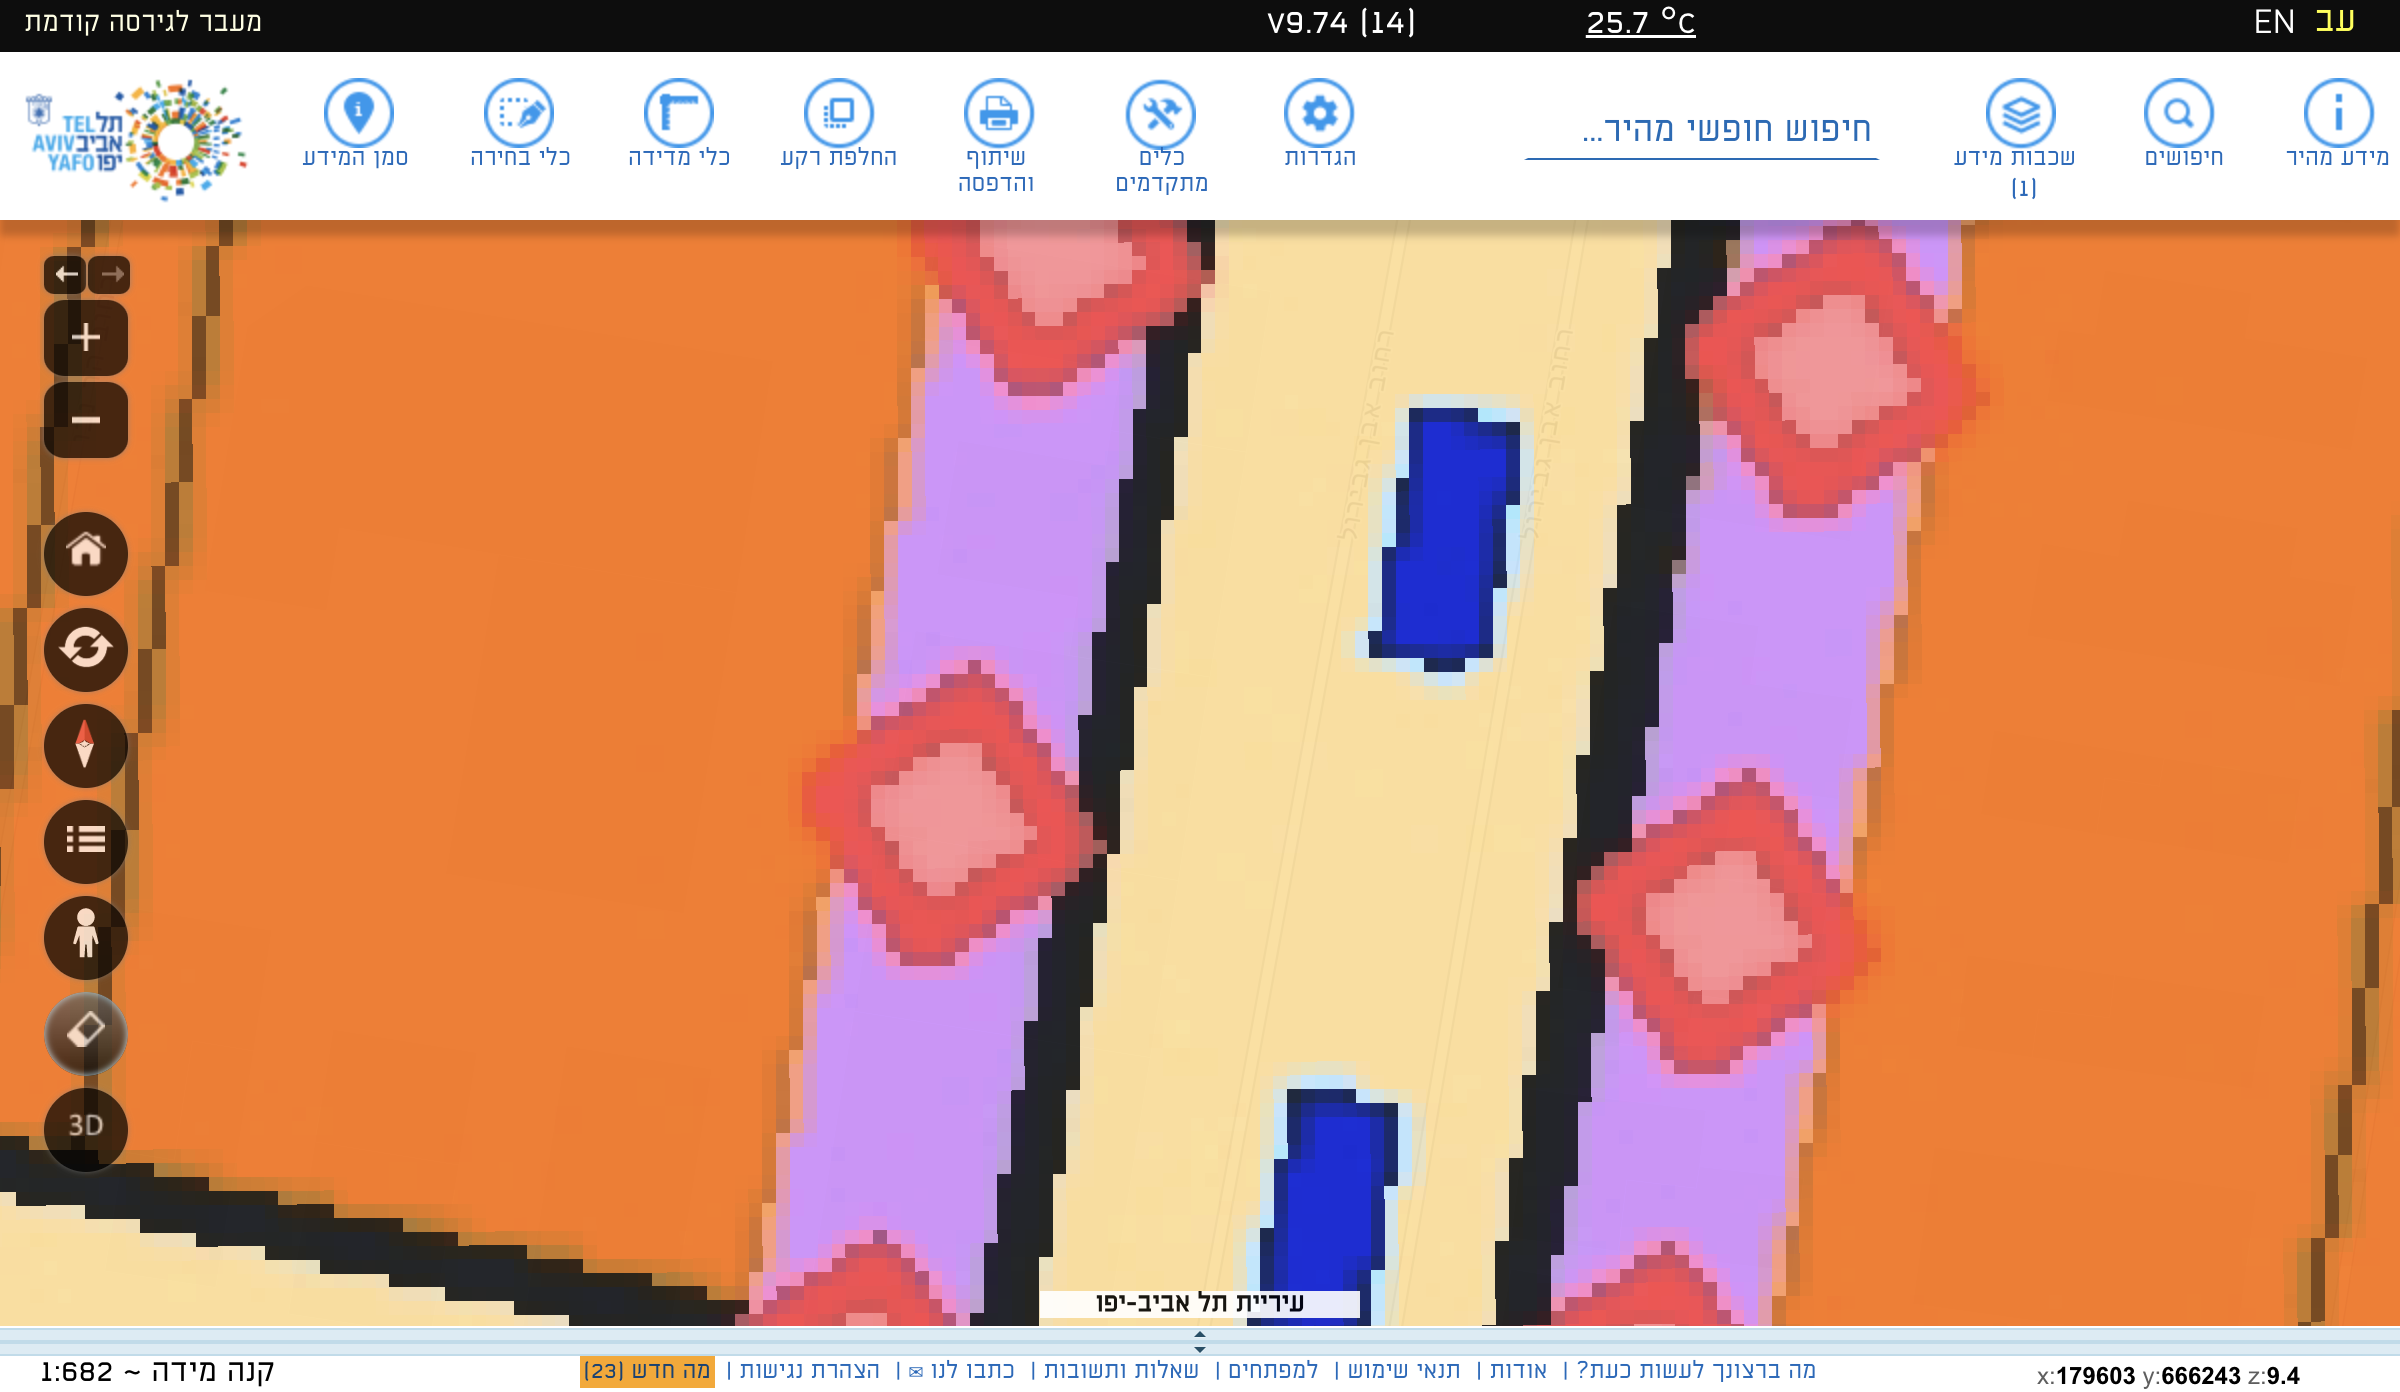 עב EN
25.7 °C
V9.74 (14)
מעבר לגירסה קודמת
מידע מהיר
חיפושים
שכבות מידע
(1)
חיפוש חופשי מהיר...
הגדרות
כלים
מתקדמים
שיתוף
והדפסה
החלפת רקע
כלי מדידה
כלי בחירה
סמן המידע
תל אביב יפו
TEL AVIV YAFO
רחוב אבן גבירול
רחוב אבן גבירול
3D
עיריית תל אביב-יפו
x:179603 y:666243 z:9.4
מה ברצונך לעשות כעת? | אודות | תנאי שימוש | למפתחים | שאלות ותשובות | כתבו לנו ✉ | הצהרת נגישות | מה חדש (23)
קנה מידה ~ 1:682